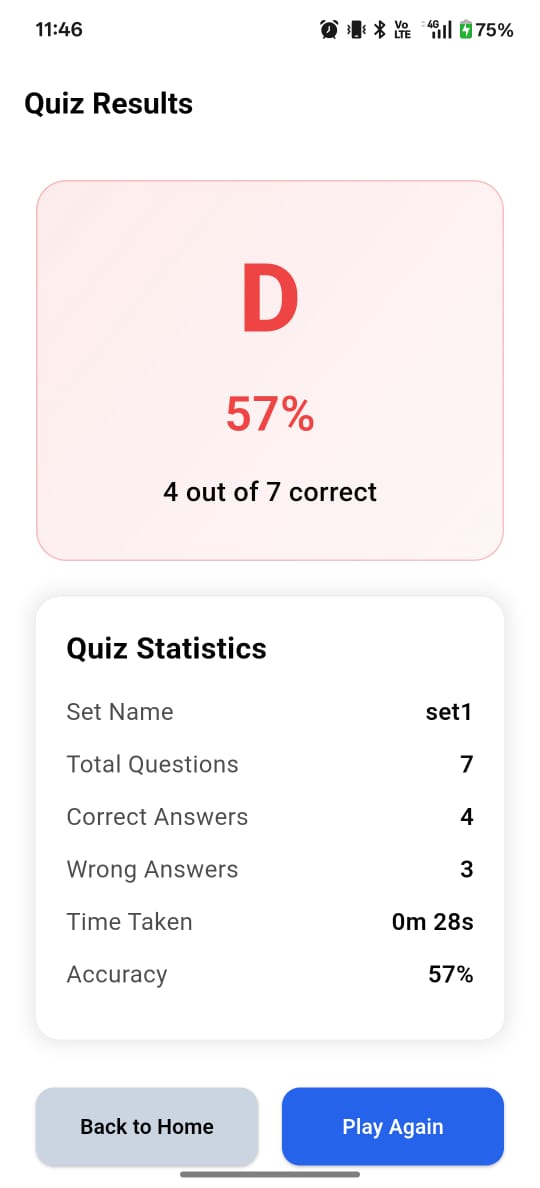 11:46 Vo LTE 4G 75%
Quiz Results
D
57%
4 out of 7 correct
Quiz Statistics
Set Name set1
Total Questions 7
Correct Answers 4
Wrong Answers 3
Time Taken 0m 28s
Accuracy 57%
Back to Home Play Again